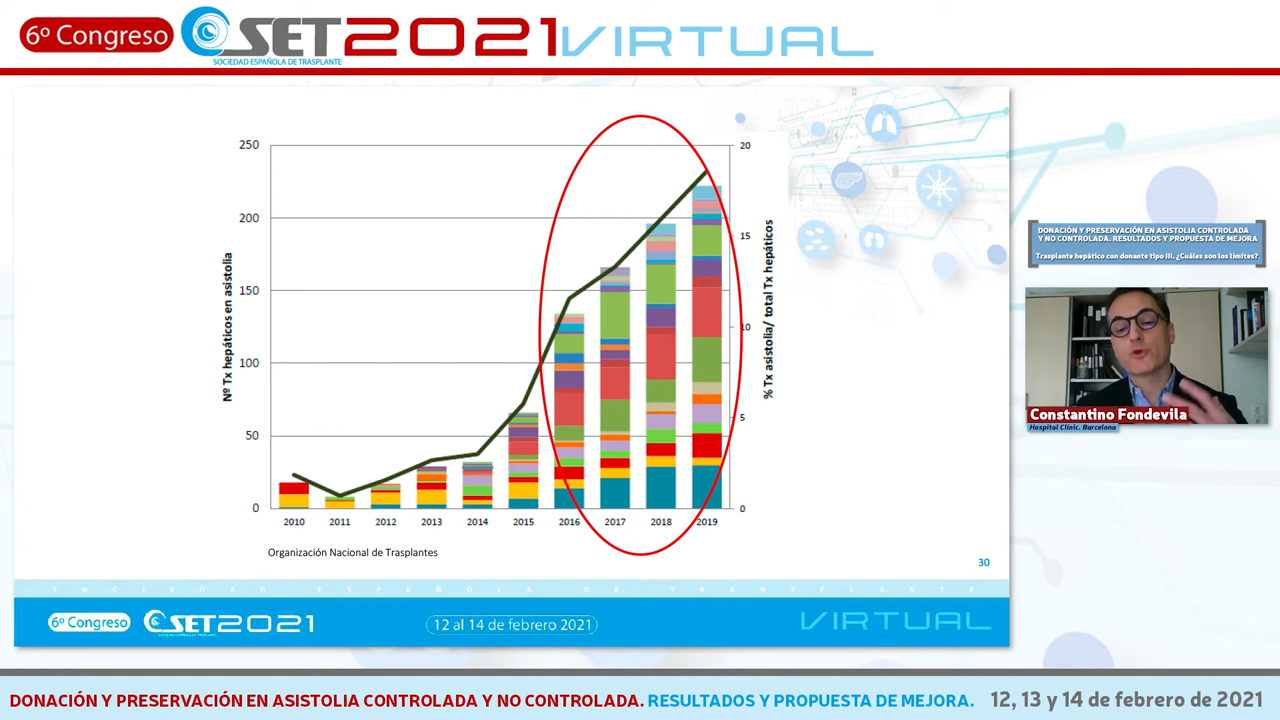 6º Congreso
SET2021VIRTUAL
SOCIEDAD ESPAÑOLA DE TRASPLANTE
250
200
150
100
50
0
Nº Tx hepáticos en asistolia
20
15
10
5
0
% Tx asistolia/ total Tx hepáticos
2010 2011 2012 2013 2014 2015 2016 2017 2018 2019
Organización Nacional de Trasplantes
30
SOCIEDAD ESPAÑOLA DE TRANSPLANTE
6º Congreso SET2021
12 al 14 de febrero 2021
VIRTUAL
DONACIÓN Y PRESERVACIÓN EN ASISTOLIA CONTROLADA
Y NO CONTROLADA. RESULTADOS Y PROPUESTA DE MEJORA
Trasplante hepático con donante tipo III. ¿Cuáles son los límites?
Constantino Fondevila
Hospital Clínic. Barcelona
DONACIÓN Y PRESERVACIÓN EN ASISTOLIA CONTROLADA Y NO CONTROLADA. RESULTADOS Y PROPUESTA DE MEJORA. 12, 13 y 14 de febrero de 2021